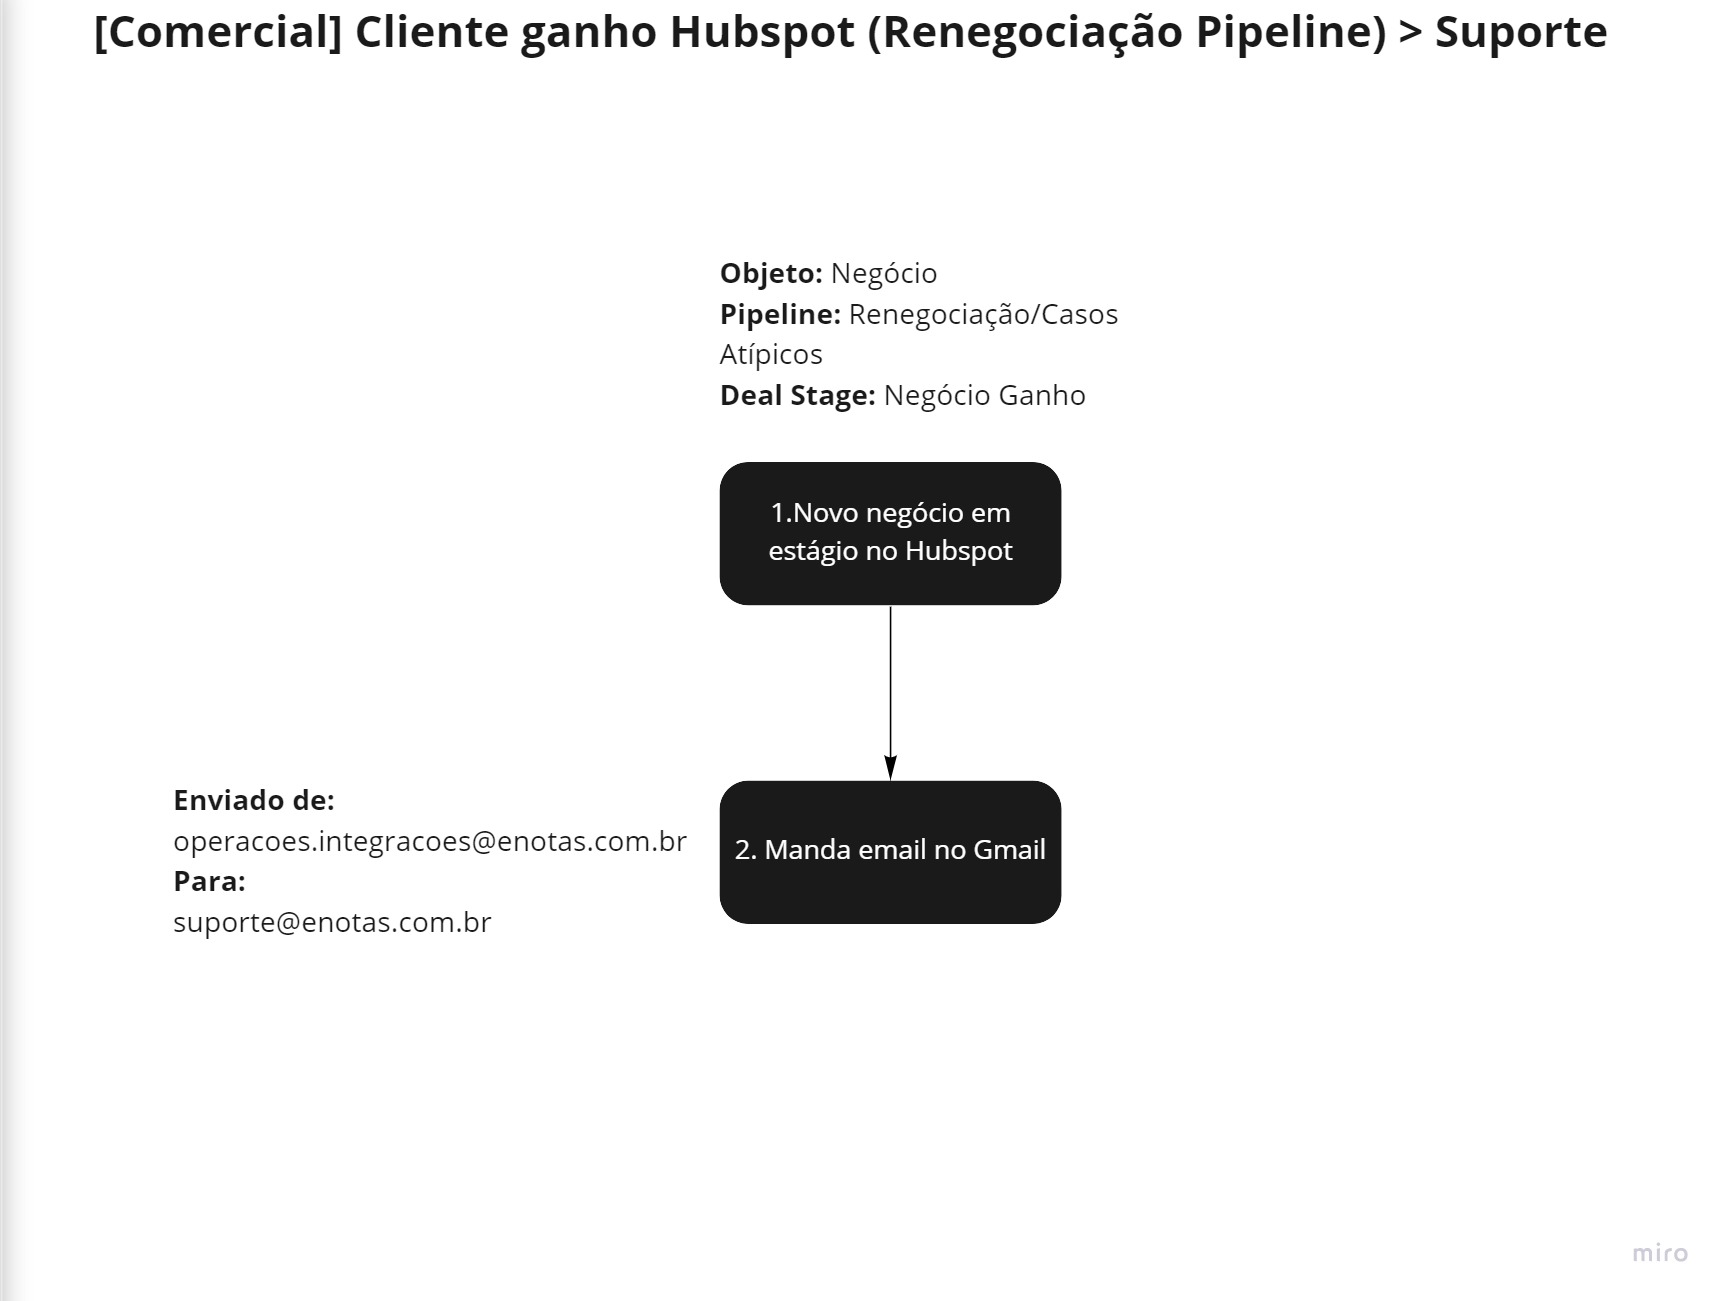 [Comercial] Cliente ganho Hubspot (Renegociação Pipeline) > Suporte
Objeto: Negócio
Pipeline: Renegociação/Casos
Atípicos
Deal Stage: Negócio Ganho
1.Novo negócio em
estágio no Hubspot
Enviado de:
operacoes.integracoes@enotas.com.br
Para:
suporte@enotas.com.br
2. Manda email no Gmail
miro